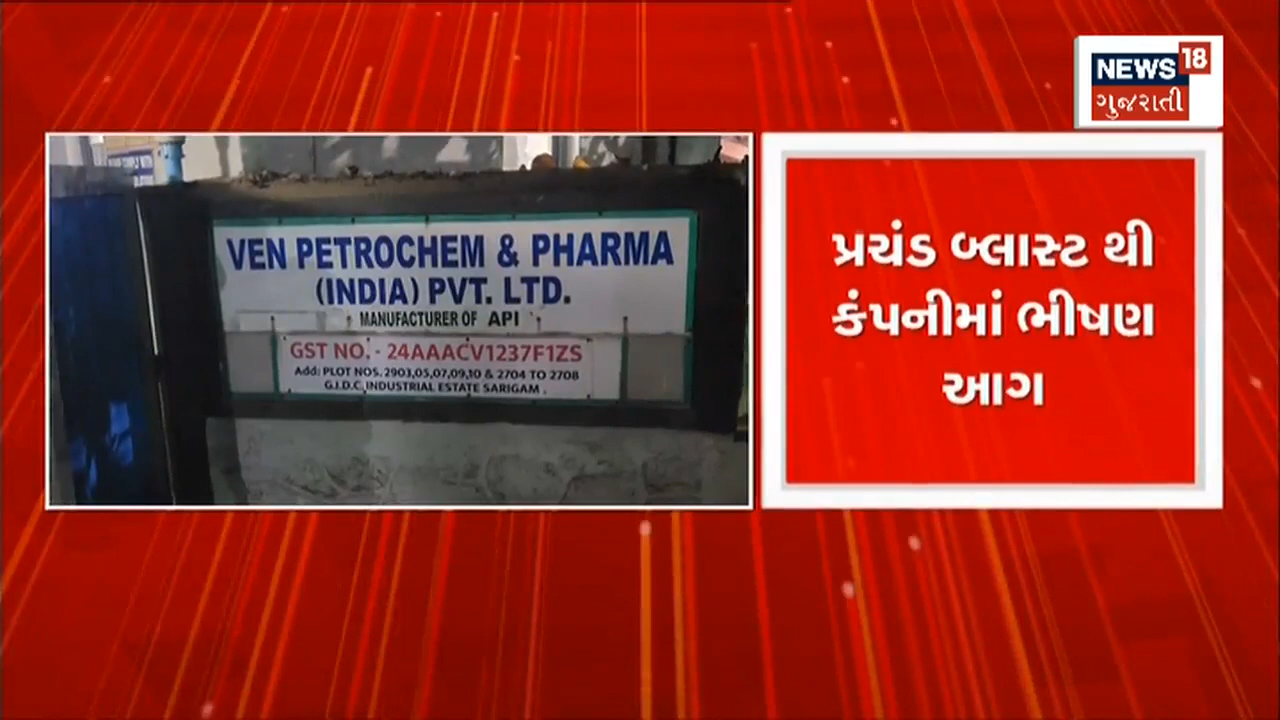 NEWS 18
ગુજરાતી
VEN PETROCHEM & PHARMA
(INDIA) PVT. LTD.
MANUFACTURER OF API
GST NO. - 24AAACV1237F1ZS
Add: PLOT NOS. 2903,05,07,09,10 & 2704 TO 2708
G.I.D.C. INDUSTRIAL ESTATE SARIGAM .
પ્રચંડ બ્લાસ્ટ થી
કંપનીમાં ભીષણ
આગ